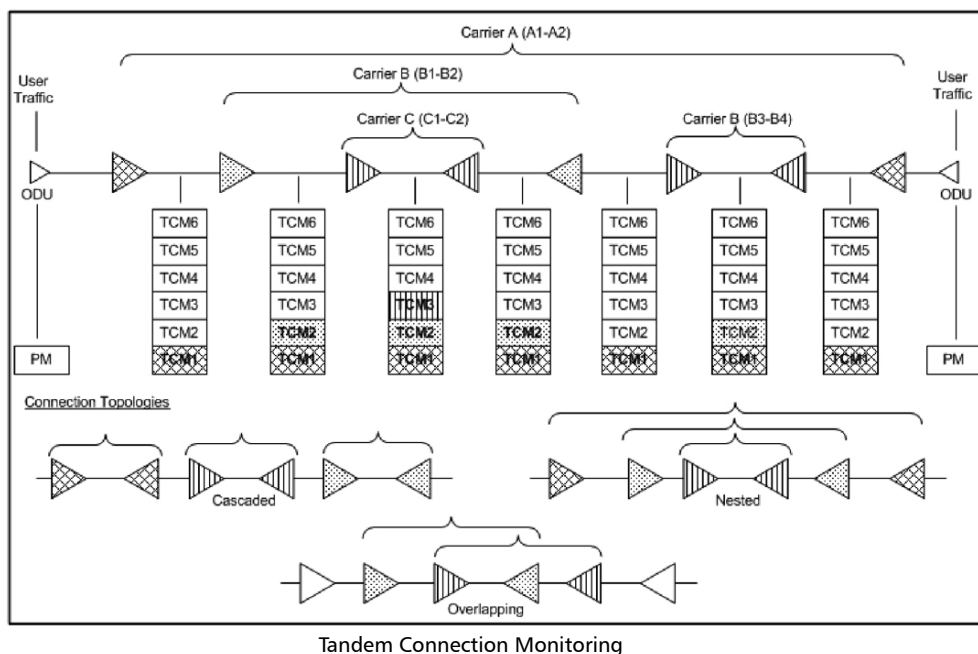 Carrier A (A1-A2)
User
Traffic
Carrier B (B1-B2)
User
Traffic
Carrier C (C1-C2)
Carrier B (B3-B4)
ODU
ODU
TCM6 TCM6 TCM6 TCM6 TCM6 TCM6 TCM6
TCM5 TCM5 TCM5 TCM5 TCM5 TCM5 TCM5
TCM4 TCM4 TCM4 TCM4 TCM4 TCM4 TCM4
TCM3 TCM3 TCM3 TCM3 TCM3 TCM3 TCM3
TCM2 TCM2 TCM2 TCM2 TCM2 TCM2 TCM2
PM TCM1 TCM1 TCM1 TCM1 TCM1 TCM1 TCM1 PM
Connection Topologies
Cascaded
Nested
Overlapping
Tandem Connection Monitoring